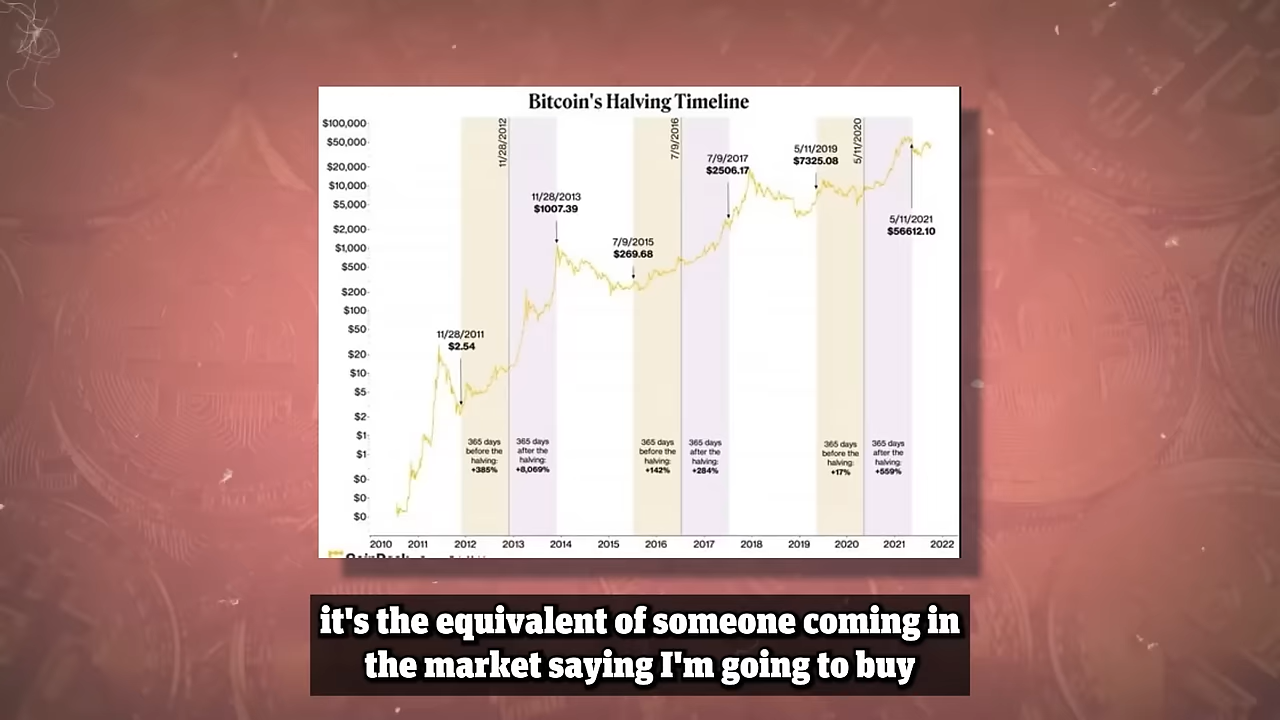 Bitcoin's Halving Timeline
$100,000
$50,000
$20,000
$10,000
$5,000
$2,000
$1,000
$500
$200
$100
$50
$20
$10
$5
$2
$1
$1
$0
$0
$0
11/28/2012
7/9/2016
5/11/2020
11/28/2011
$2.54
11/28/2013
$1007.39
7/9/2015
$269.68
7/9/2017
$2506.17
5/11/2019
$7325.08
5/11/2021
$56612.10
365 days
before the
halving:
+385%
365 days
after the
halving:
+8,069%
365 days
before the
halving:
+142%
365 days
after the
halving:
+284%
365 days
before the
halving:
+17%
365 days
after the
halving:
+559%
2010 2011 2012 2013 2014 2015 2016 2017 2018 2019 2020 2021 2022
CoinDesk
it's the equivalent of someone coming in
the market saying I'm going to buy